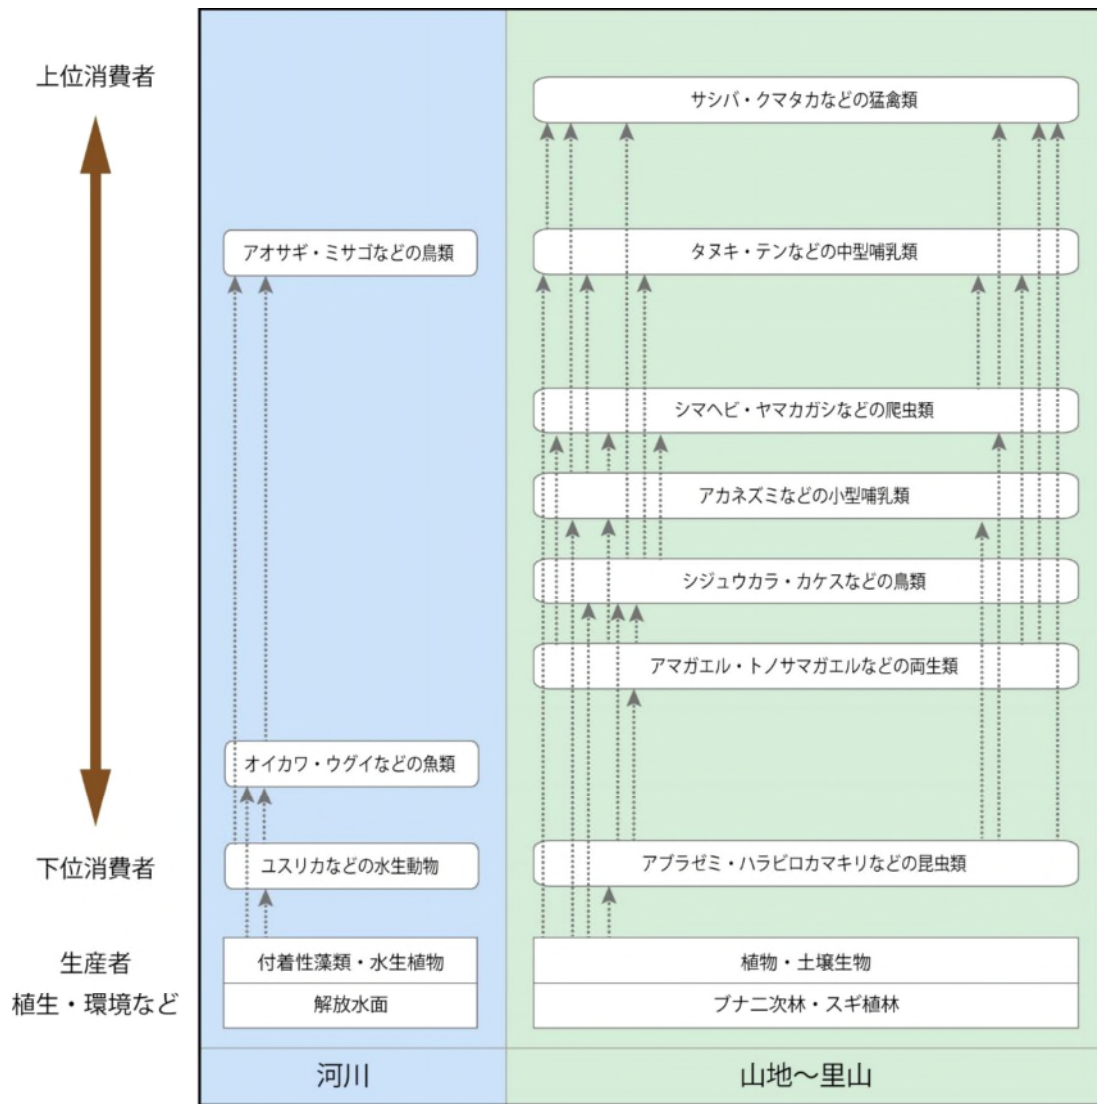 上位消費者
サシバ・クマタカなどの猛禽類
アオサギ・ミサゴなどの鳥類
タヌキ・テンなどの中型哺乳類
シマヘビ・ヤマカガシなどの爬虫類
アカネズミなどの小型哺乳類
シジュウカラ・カケスなどの鳥類
アマガエル・トノサマガエルなどの両生類
オイカワ・ウグイなどの魚類
下位消費者
ユスリカなどの水生動物
アブラゼミ・ハラビロカマキリなどの昆虫類
生産者
付着性藻類・水生植物
植物・土壌生物
植生・環境など
解放水面
ブナ二次林・スギ植林
河川
山地〜里山